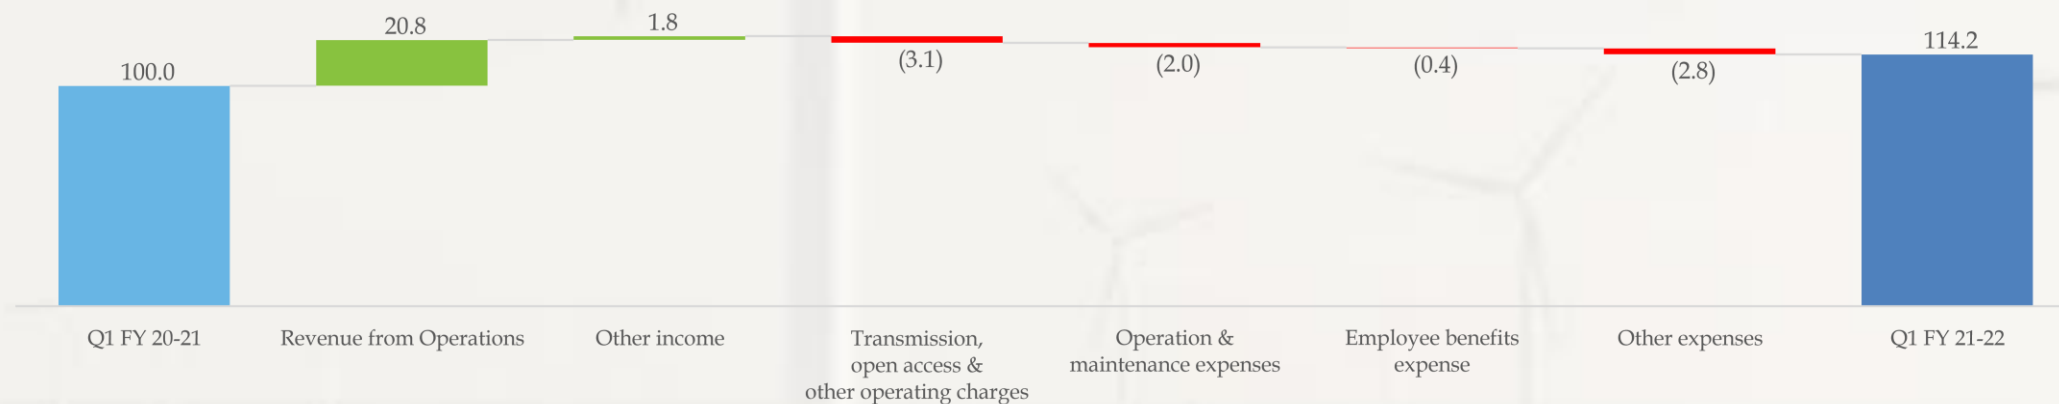 100.0
20.8
1.8
(3.1)
(2.0)
(0.4)
(2.8)
114.2
Q1 FY 20-21
Revenue from Operations
Other income
Transmission,
open access &
other operating charges
Operation &
maintenance expenses
Employee benefits
expense
Other expenses
Q1 FY 21-22